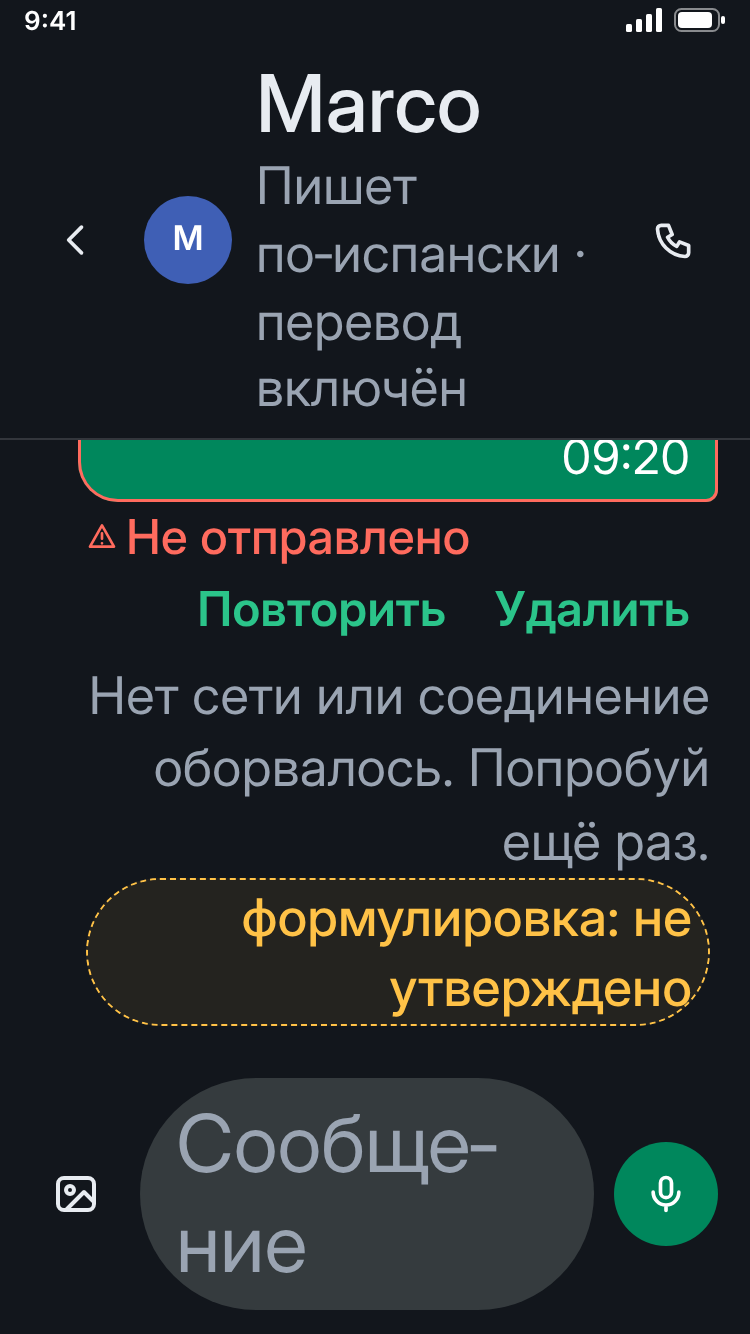 9:41
Marco
Пишет
по-испански ·
перевод
включён
M
09:20
Не отправлено
Повторить Удалить
Нет сети или соединение
оборвалось. Попробуй
ещё раз.
формулировка: не
утверждено
Сообще-
ние